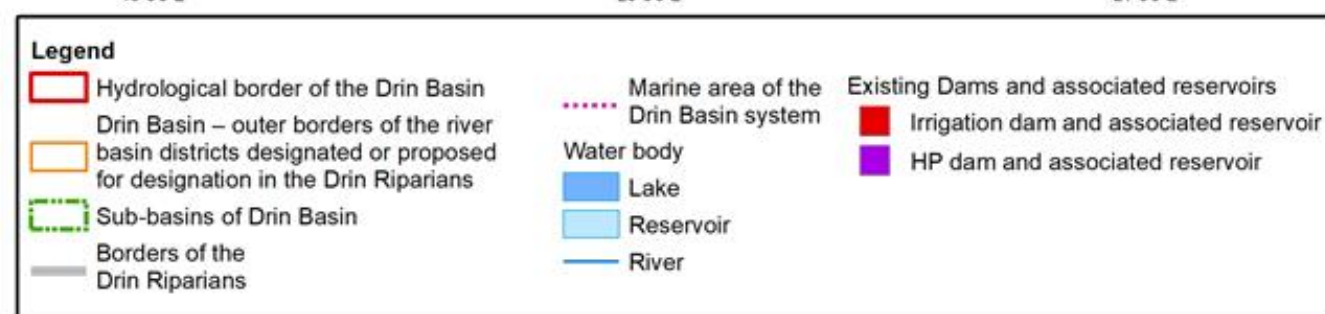 Legend
Hydrological border of the Drin Basin
Drin Basin – outer borders of the river
basin districts designated or proposed
for designation in the Drin Riparians
Sub-basins of Drin Basin
Borders of the
Drin Riparians
Marine area of the
Drin Basin system
Water body
Lake
Reservoir
River
Existing Dams and associated reservoirs
Irrigation dam and associated reservoir
HP dam and associated reservoir